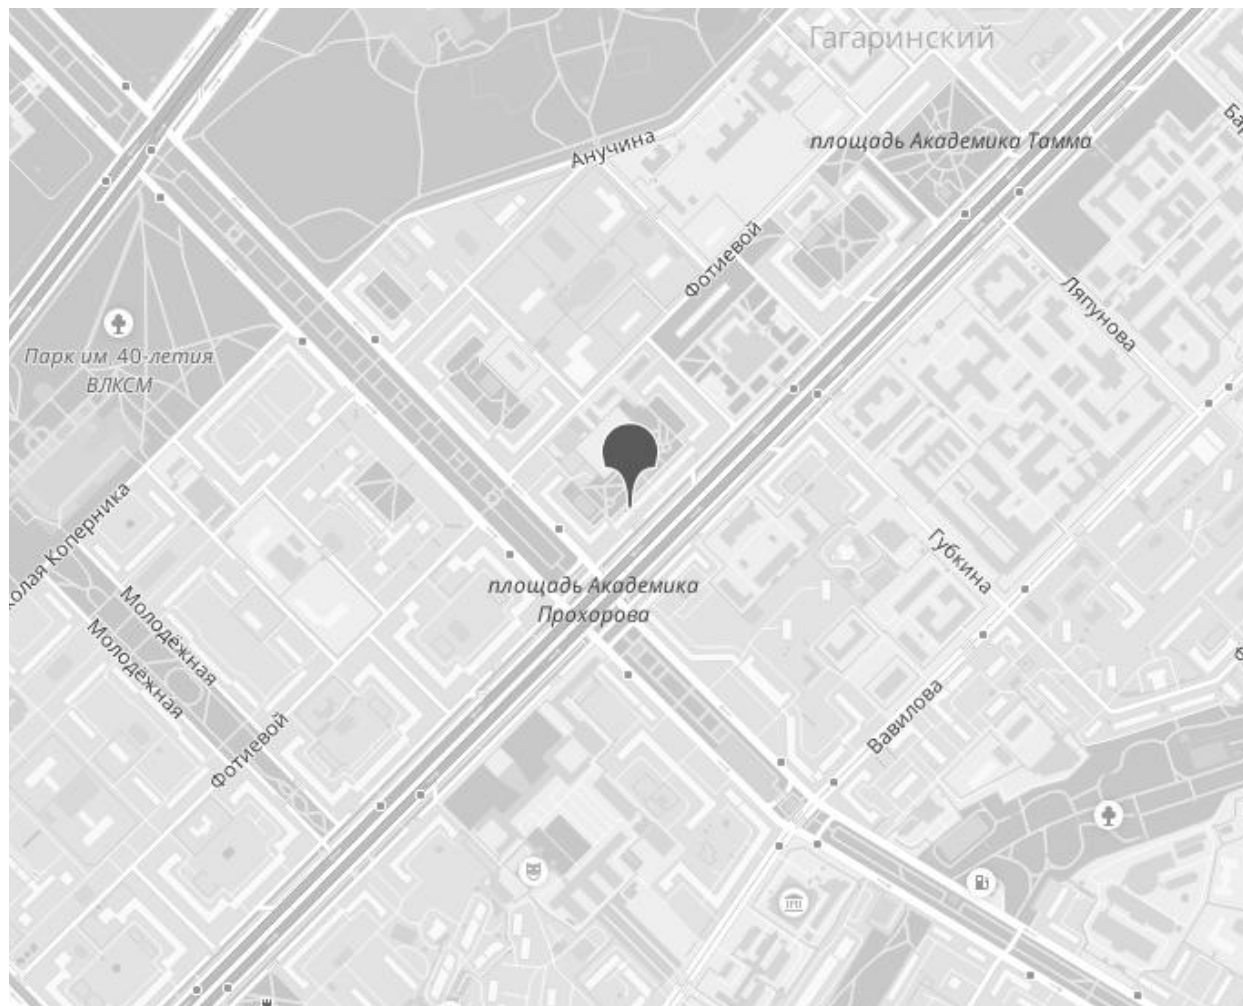 Гагаринский
площадь Академика Тамма
Анучина
Фотиевой
Ляпунова
Парк им. 40-летия
ВЛКСМ
колая Коперника
Губкина
площадь Академика
Прохорова
Молодёжная
Молодёжная
Вавилова
Фотиевой